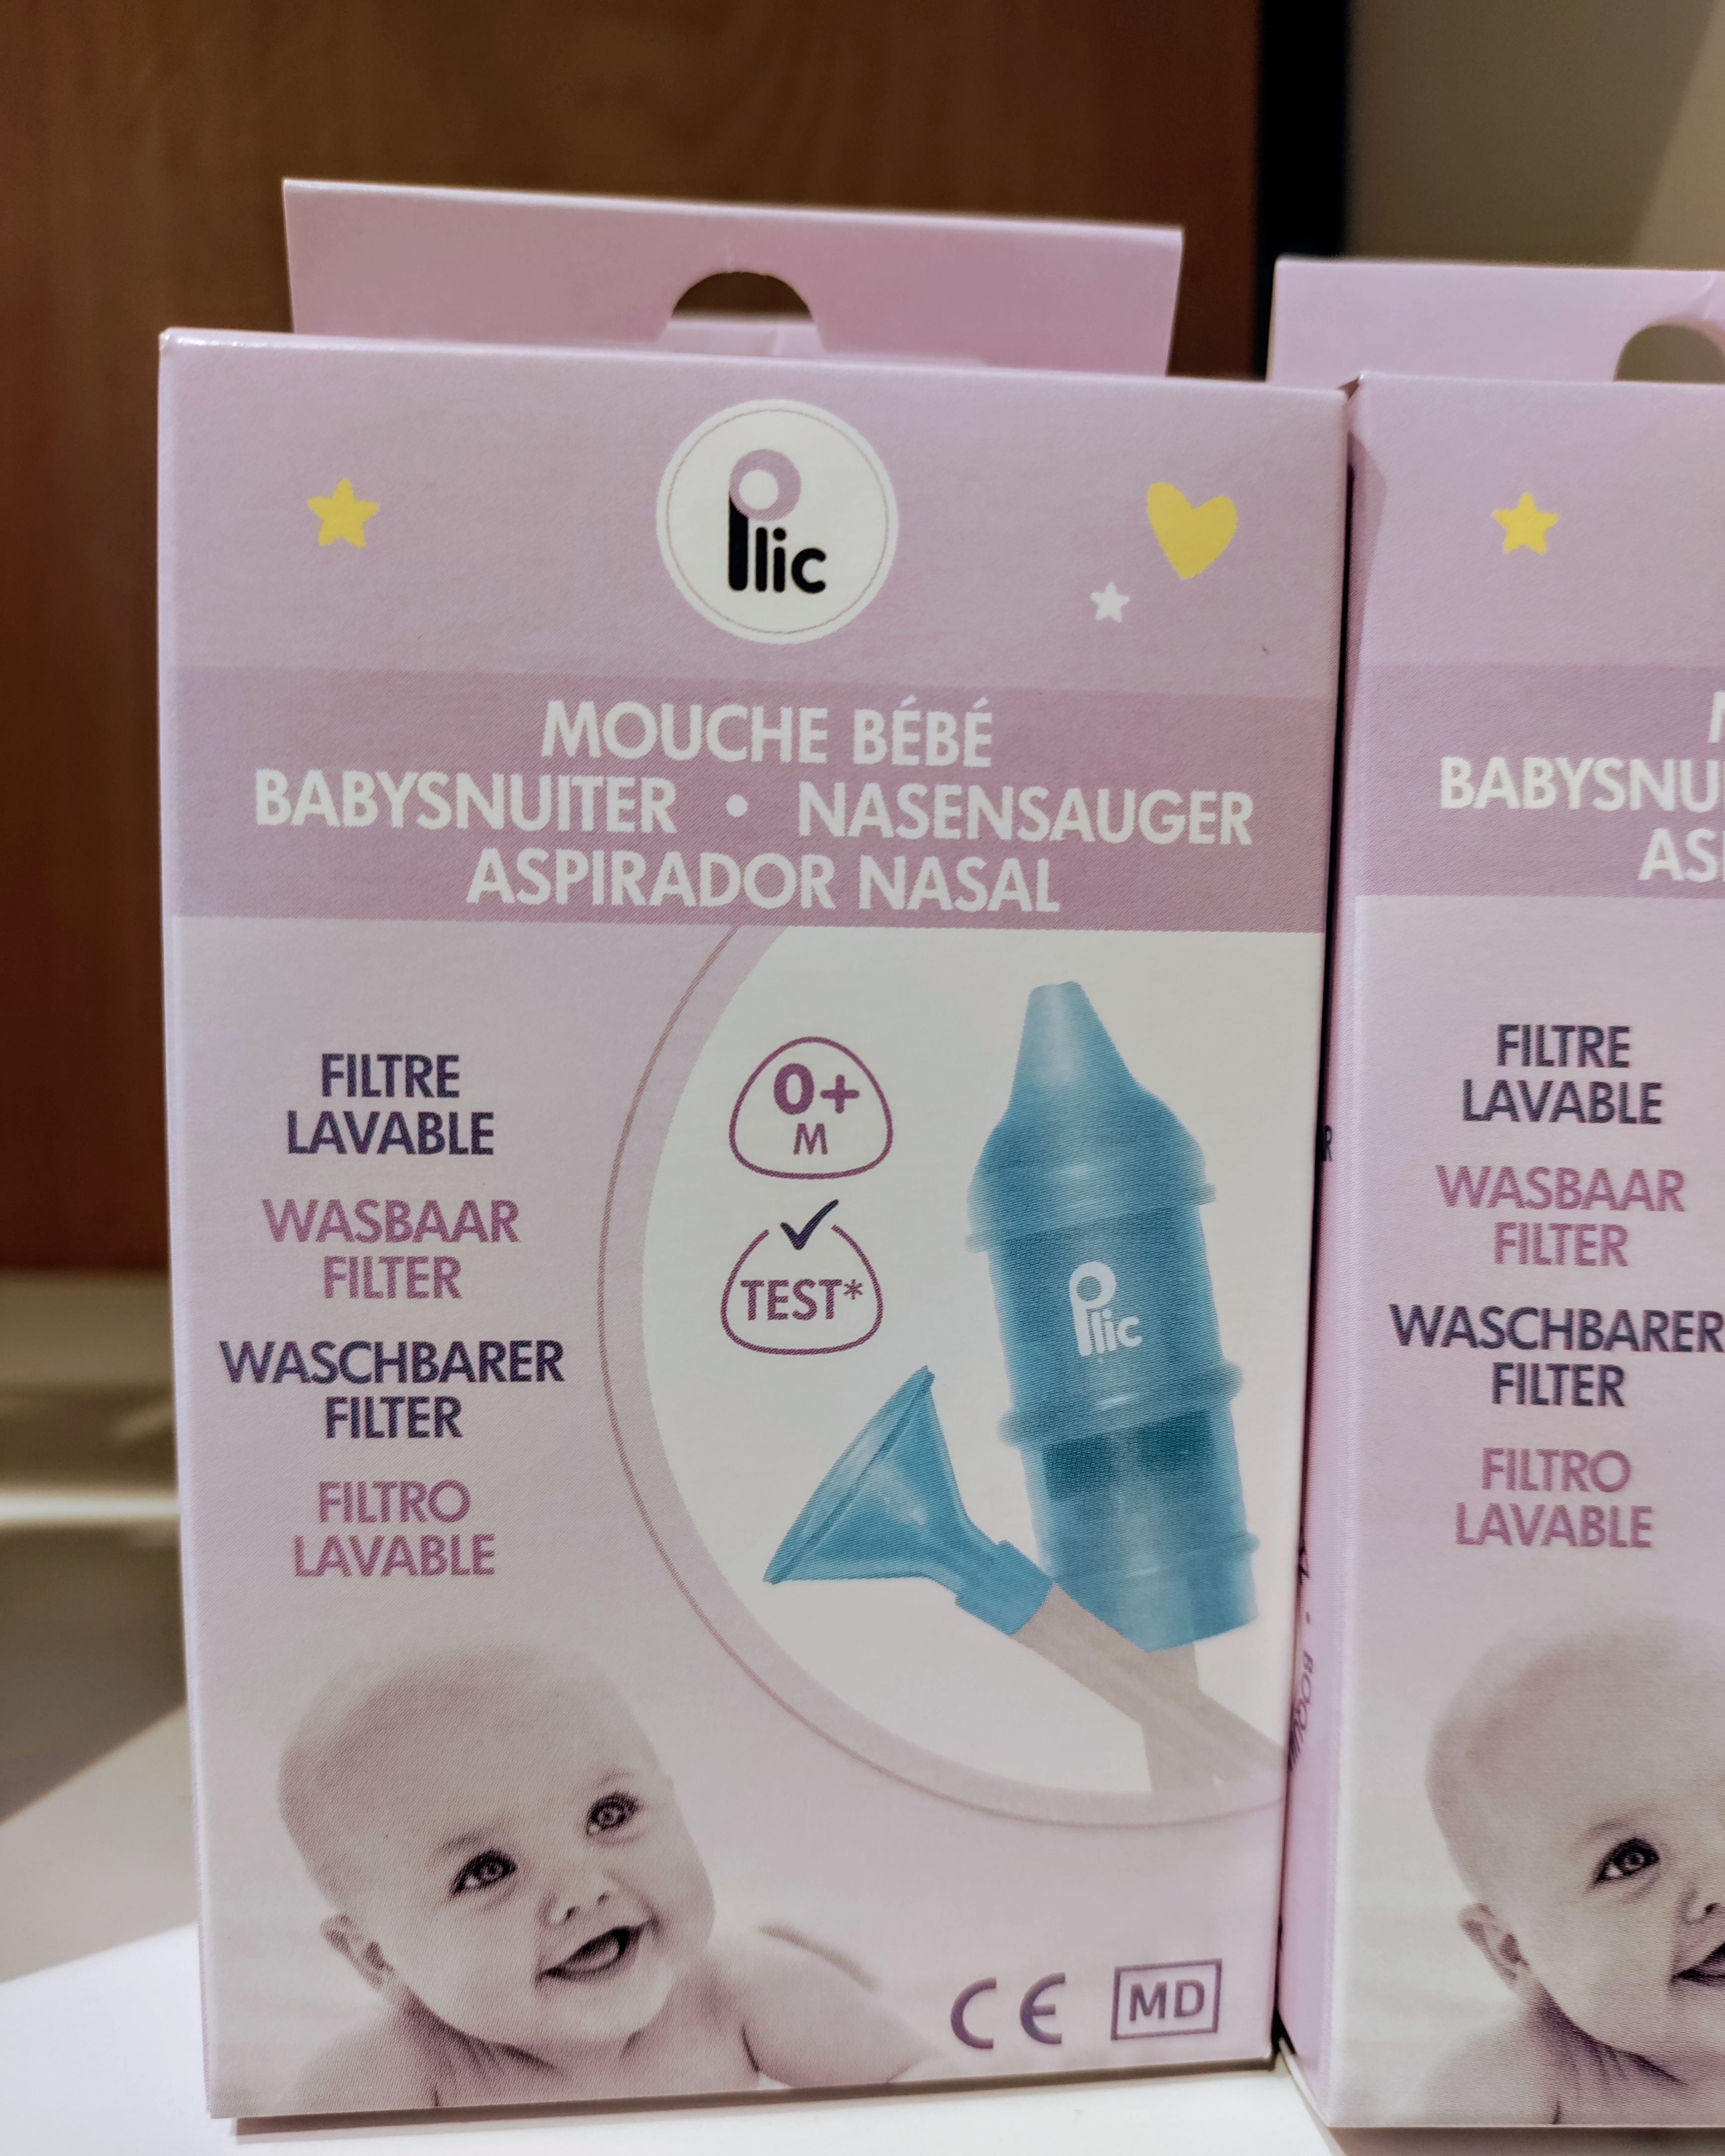 Plic
MOUCHE BÉBÉ
BABYSNUITER • NASENSAUGER
ASPIRADOR NASAL
FILTRE
LAVABLE
WASBAAR
FILTER
WASCHBARER
FILTER
FILTRO
LAVABLE
0+
M
TEST*
Plic
CE MD
BABYSNU
AS
FILTRE
LAVABLE
WASBAAR
FILTER
WASCHBARER
FILTER
FILTRO
LAVABLE